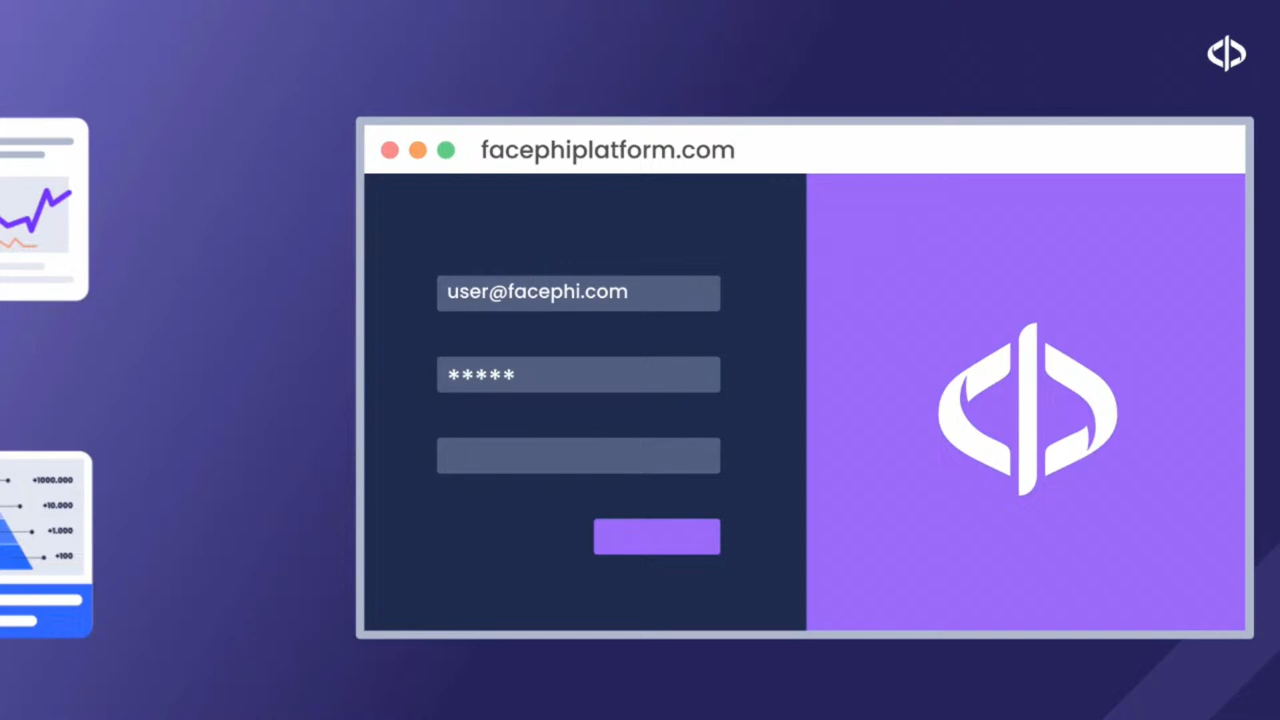 facephiplatform.com
user@facephi.com
*****
+1000.000
+10.000
+1.000
+100